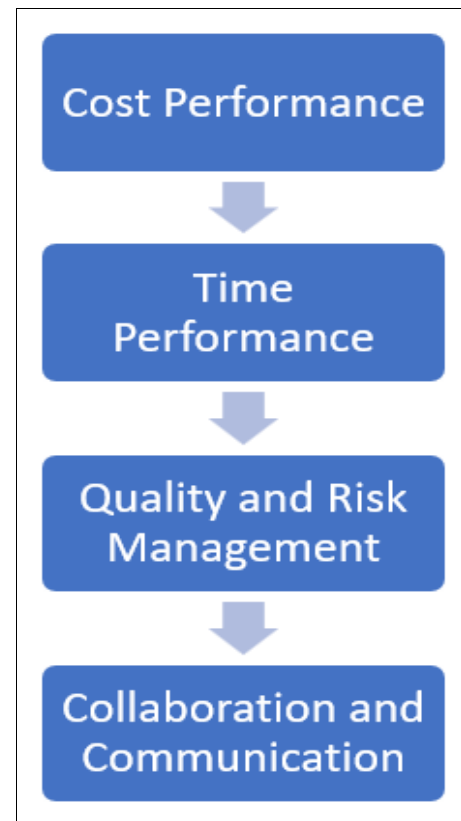 Cost Performance
Time
Performance
Quality and Risk
Management
Collaboration and
Communication